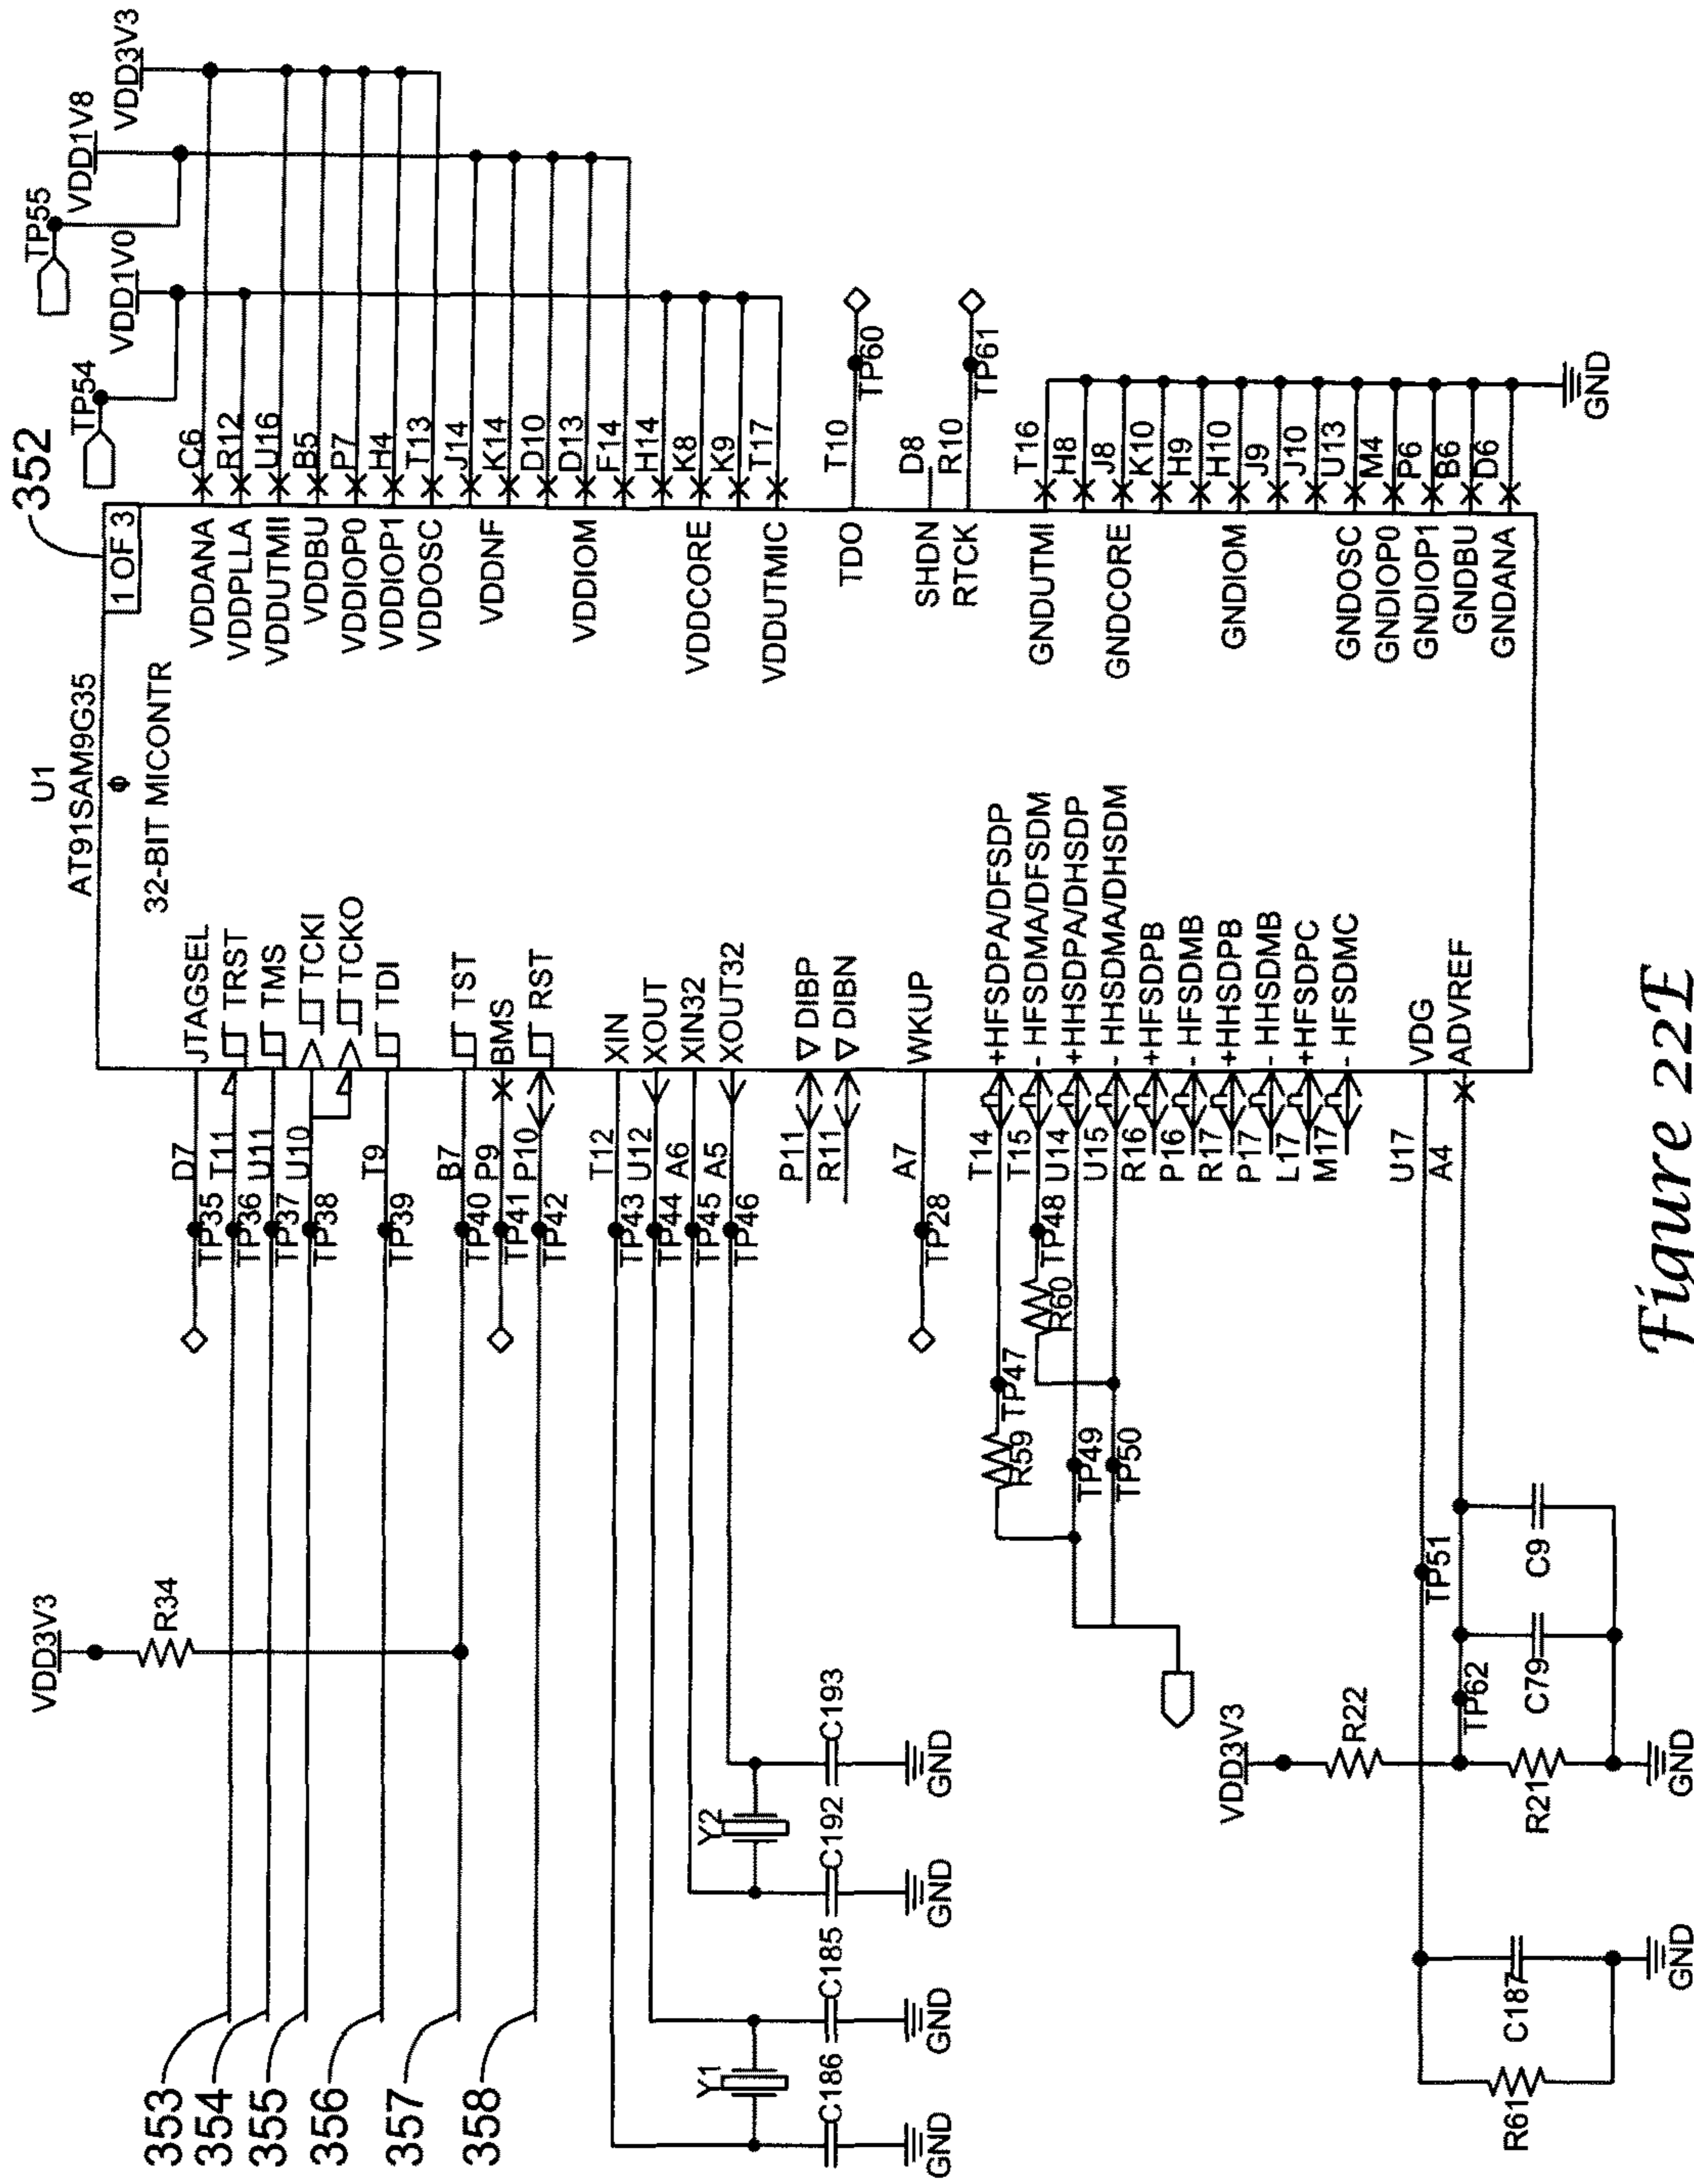 U1
AT91SAM9G35
ф
32-BIT MICONTR
1 OF 3
352
353
354
355
356
357
358
VDD3V3
R34
D7
TP35
JTAGSEL
T11
TP36
TRST
U11
TP37
TMS
U10
TP38
TCKI
TCKO
T9
TP39
TDI
B7
TP40
TST
P9
TP41
BMS
P10
TP42
RST
T12
TP43
XIN
U12
TP44
XOUT
A6
TP45
XIN32
A5
TP46
XOUT32
Y1
C186
C185
GND
GND
Y2
C192
C193
GND
GND
P11
DIBP
R11
DIBN
A7
TP28
WKUP
T14
+HFSDPA/DFSDP
T15
- HFSDMA/DFSDM
U14
+HHSDPA/DHSDP
U15
- HHSDMA/DHSDM
R16
+HFSDPB
P16
- HFSDMB
R17
+HHSDPB
P17
- HHSDMB
L17
+HFSDPC
M17
- HFSDMC
n
n
n
n
n
n
n
n
n
n
TP48
R60
TP47
R59
TP49
TP50
U17
VDG
A4
ADVREF
TP51
TP62
VDD3V3
R22
R21
C79
C9
GND
R61
C187
GND
TP54
TP55
VDD1V0
VDD1V8
VDD3V3
VDDANA
C6
VDDPLLA
R12
VDDUTMII
U16
VDDBU
B5
VDDIOP0
P7
VDDIOP1
H4
VDDOSC
T13
J14
VDDNF
K14
D10
D13
VDDIOM
F14
H14
K8
VDDCORE
K9
VDDUTMIC
T17
TDO
T10
TP60
SHDN
D8
RTCK
R10
TP61
GNDUTMI
T16
H8
GNDCORE
J8
K10
H9
GNDIOM
H10
J9
J10
GNDOSC
U13
GNDIOP0
M4
GNDIOP1
P6
GNDBU
B6
GNDANA
D6
GND
Figure 22E